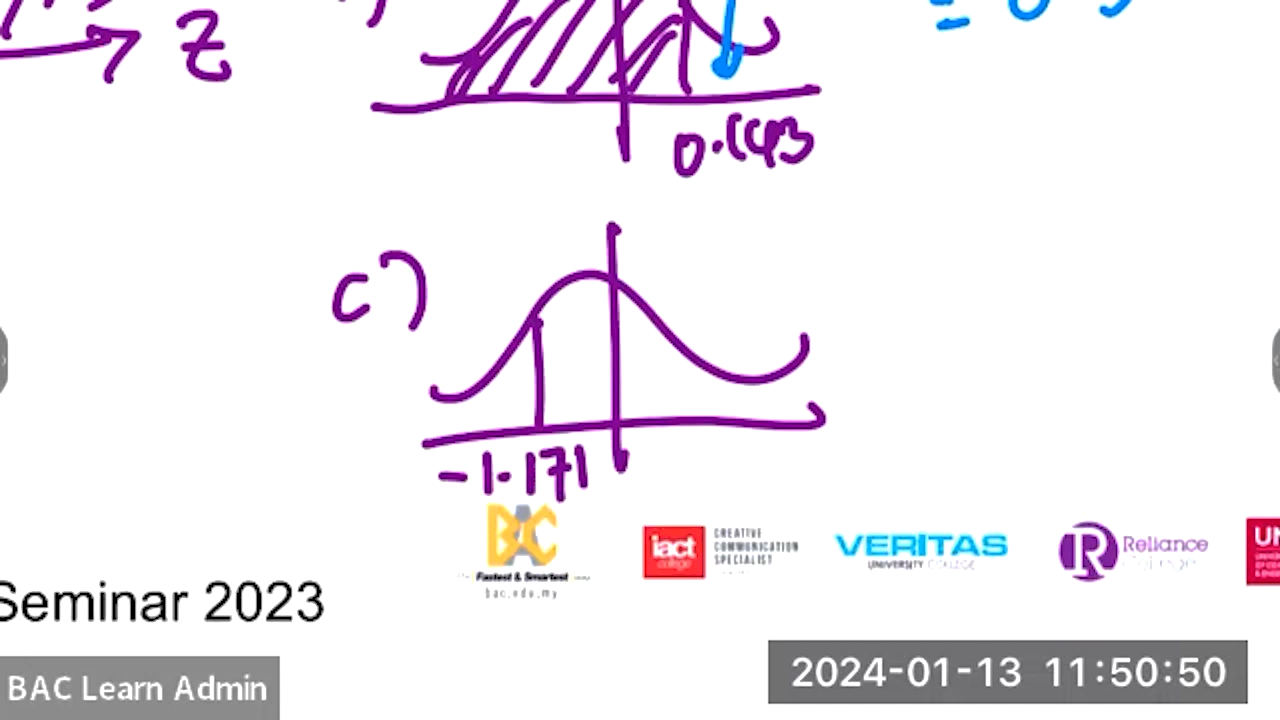 Z
0.143
c)
-1.171
BAC
Fastest & Smartest
bac.edu.my
iact
college
CREATIVE
COMMUNICATION
SPECIALIST
VERITAS
UNIVERSITY COLLEGE
R
Reliance
UN
Seminar 2023
BAC Learn Admin
2024-01-13 11:50:50